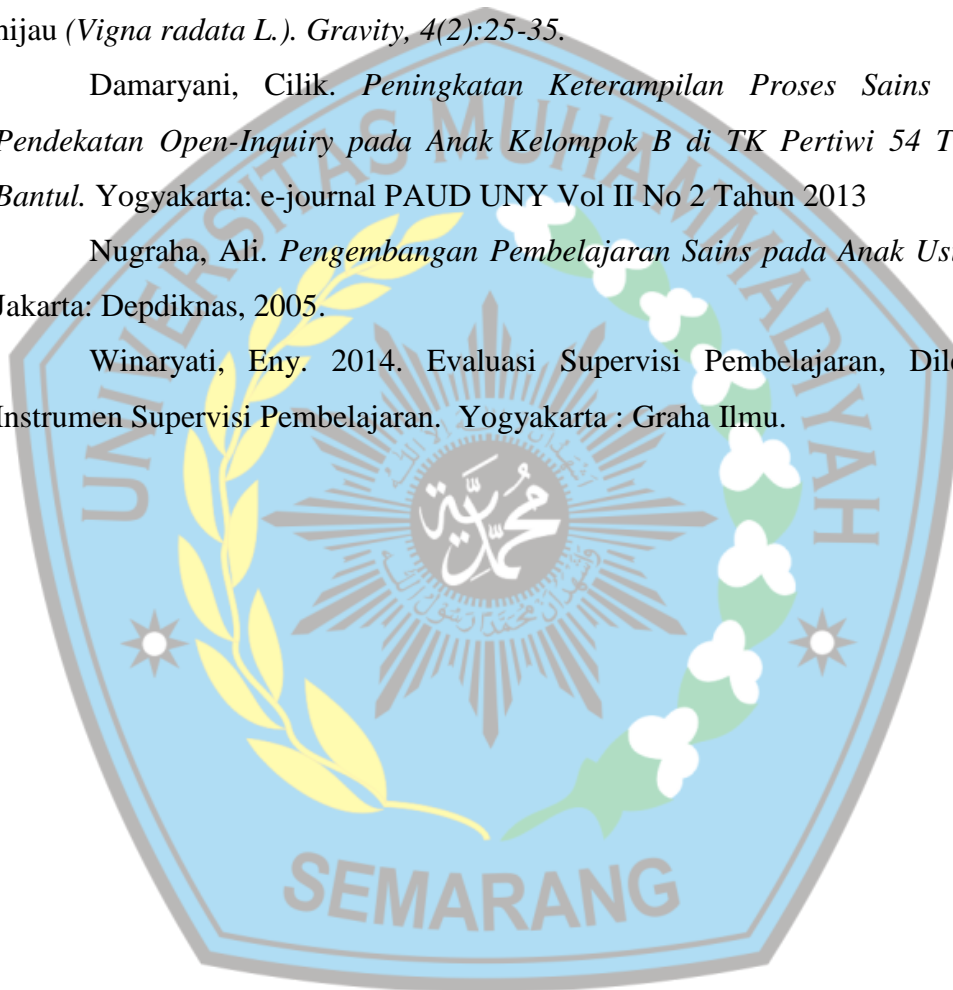 hijau (Vigna radata L.). Gravity, 4(2):25-35.
Damaryani, Cilik. Peningkatan Keterampilan Proses Sains
Pendekatan Open-Inquiry pada Anak Kelompok B di TK Pertiwi 54 T
Bantul. Yogyakarta: e-journal PAUD UNY Vol II No 2 Tahun 2013
Nugraha, Ali. Pengembangan Pembelajaran Sains pada Anak Usi
Jakarta: Depdiknas, 2005.
Winaryati, Eny. 2014. Evaluasi Supervisi Pembelajaran, Dil
Instrumen Supervisi Pembelajaran. Yogyakarta : Graha Ilmu.
UNIVERSITAS MUHAMMADIYAH
محمدية
SEMARANG